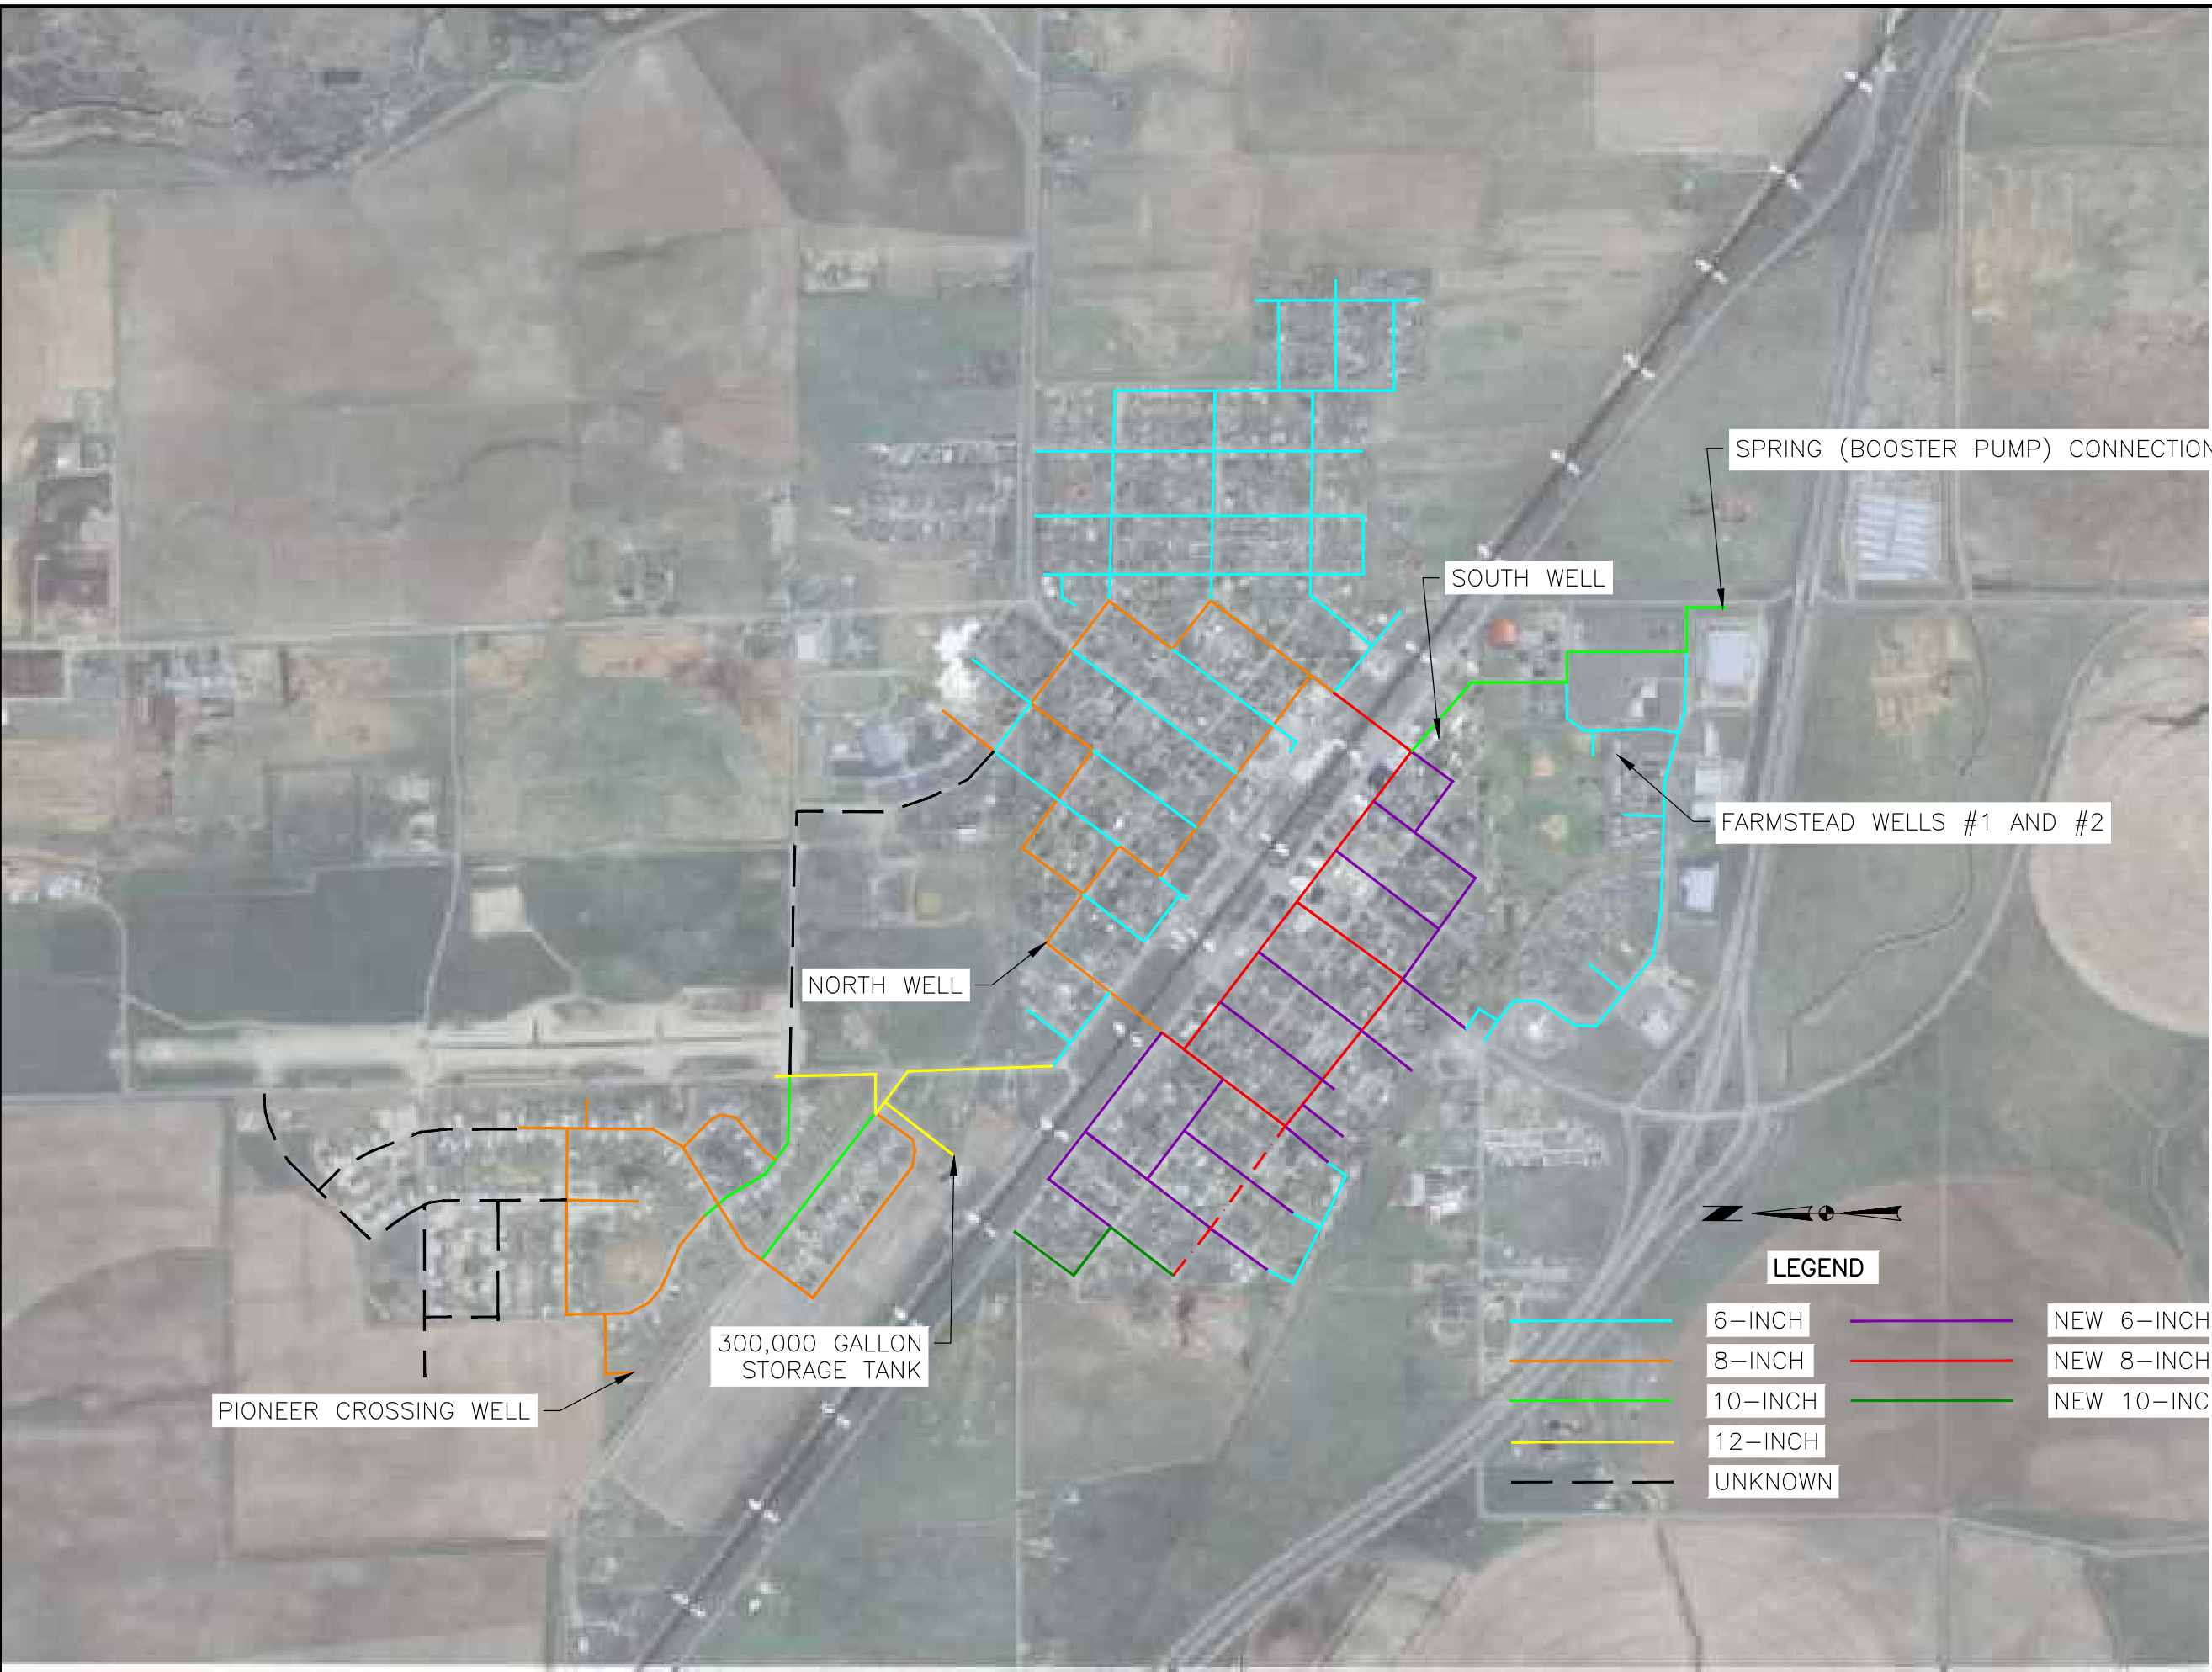 SPRING (BOOSTER PUMP) CONNECTION
SOUTH WELL
FARMSTEAD WELLS #1 AND #2
NORTH WELL
300,000 GALLON
STORAGE TANK
PIONEER CROSSING WELL
Z
LEGEND
6-INCH
8-INCH
10-INCH
12-INCH
UNKNOWN
NEW 6-INCH
NEW 8-INCH
NEW 10-INC